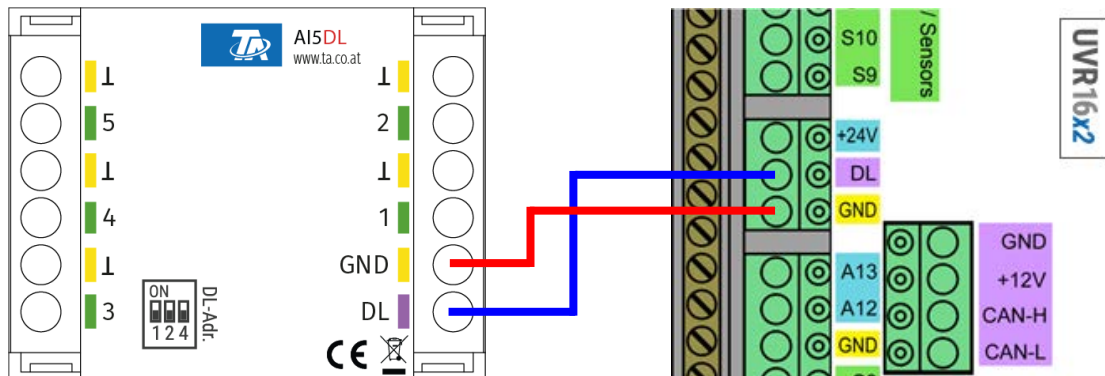 TA
AI5DL
www.ta.co.at
⊥
5
⊥
4
⊥
3
ON
1 2 4
DL-Adr.
⊥
2
⊥
1
GND
DL
CE
S10
S9
/ Sensors
+24V
DL
GND
A13
A12
GND
GND
+12V
CAN-H
CAN-L
UVR16x2